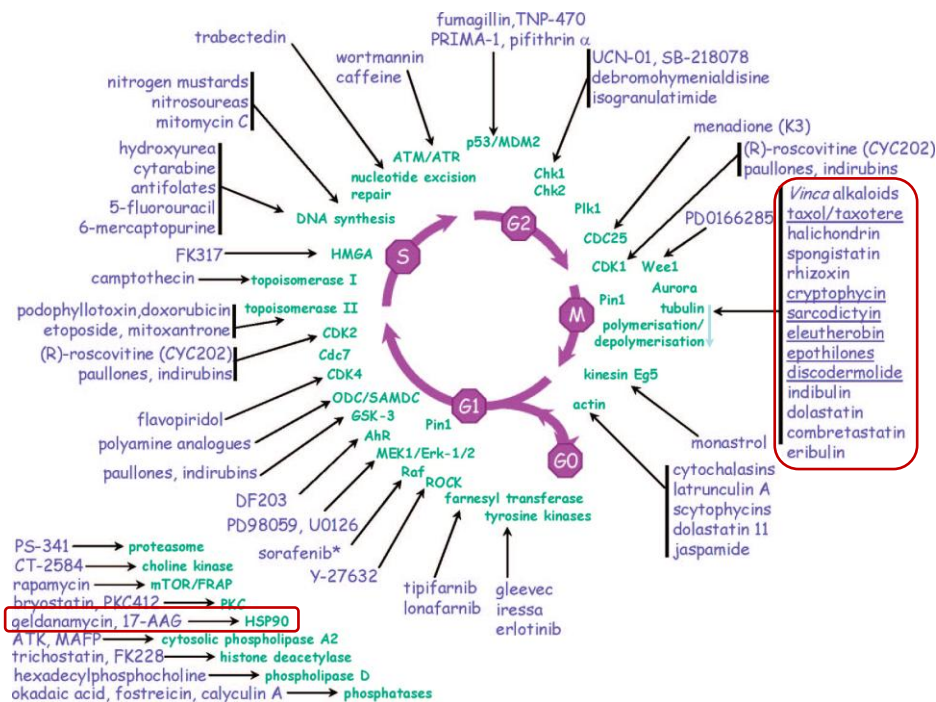 fumagillin,TNP-470
PRIMA-1, pifithrin α
trabectedin
wortmannin
caffeine
UCN-01, SB-218078
debromohymenialdisine
isogranulatimide
nitrogen mustards
nitrosoureas
mitomycin C
menadione (K3)
(R)-roscovitine (CYC202)
paullones, indirubins
hydroxyurea
cytarabine
antifolates
5-fluorouracil
6-mercaptopurine
p53/MDM2
ATM/ATR
nucleotide excision
repair
DNA synthesis
Chk1
Chk2
Plk1
CDC25
CDK1
Wee1
PD0166285
Aurora
Pin1
tubulin
polymerisation/
depolymerisation
Vinca alkaloids
taxol/taxotere
halichondrin
spongistatin
rhizoxin
cryptophycin
sarcodictyin
eleutherobin
epothilones
discodermolide
indibulin
dolastatin
combretastatin
eribulin
FK317
HMGA
camptothecin
topoisomerase I
podophyllotoxin,doxorubicin
etoposide, mitoxantrone
topoisomerase II
(R)-roscovitine (CYC202)
paullones, indirubins
CDK2
Cdc7
CDK4
flavopiridol
ODC/SAMDC
polyamine analogues
GSK-3
paullones, indirubins
AhR
DF203
MEK1/Erk-1/2
PD98059, U0126
Raf
sorafenib*
ROCK
Y-27632
Pin1
S
G2
M
G1
G0
kinesin Eg5
monastrol
actin
cytochalasins
latrunculin A
scytophycins
dolastatin 11
jaspamide
farnesyl transferase
tyrosine kinases
tipifarnib
lonafarnib
gleevec
iressa
erlotinib
PS-341 proteasome
CT-2584 choline kinase
rapamycin mTOR/FRAP
bryostatin, PKC412 PKC
geldanamycin, 17-AAG HSP90
ATK, MAFP cytosolic phospholipase A2
trichostatin, FK228 histone deacetylase
hexadecylphosphocholine phospholipase D
okadaic acid, fostreicin, calyculin A phosphatases